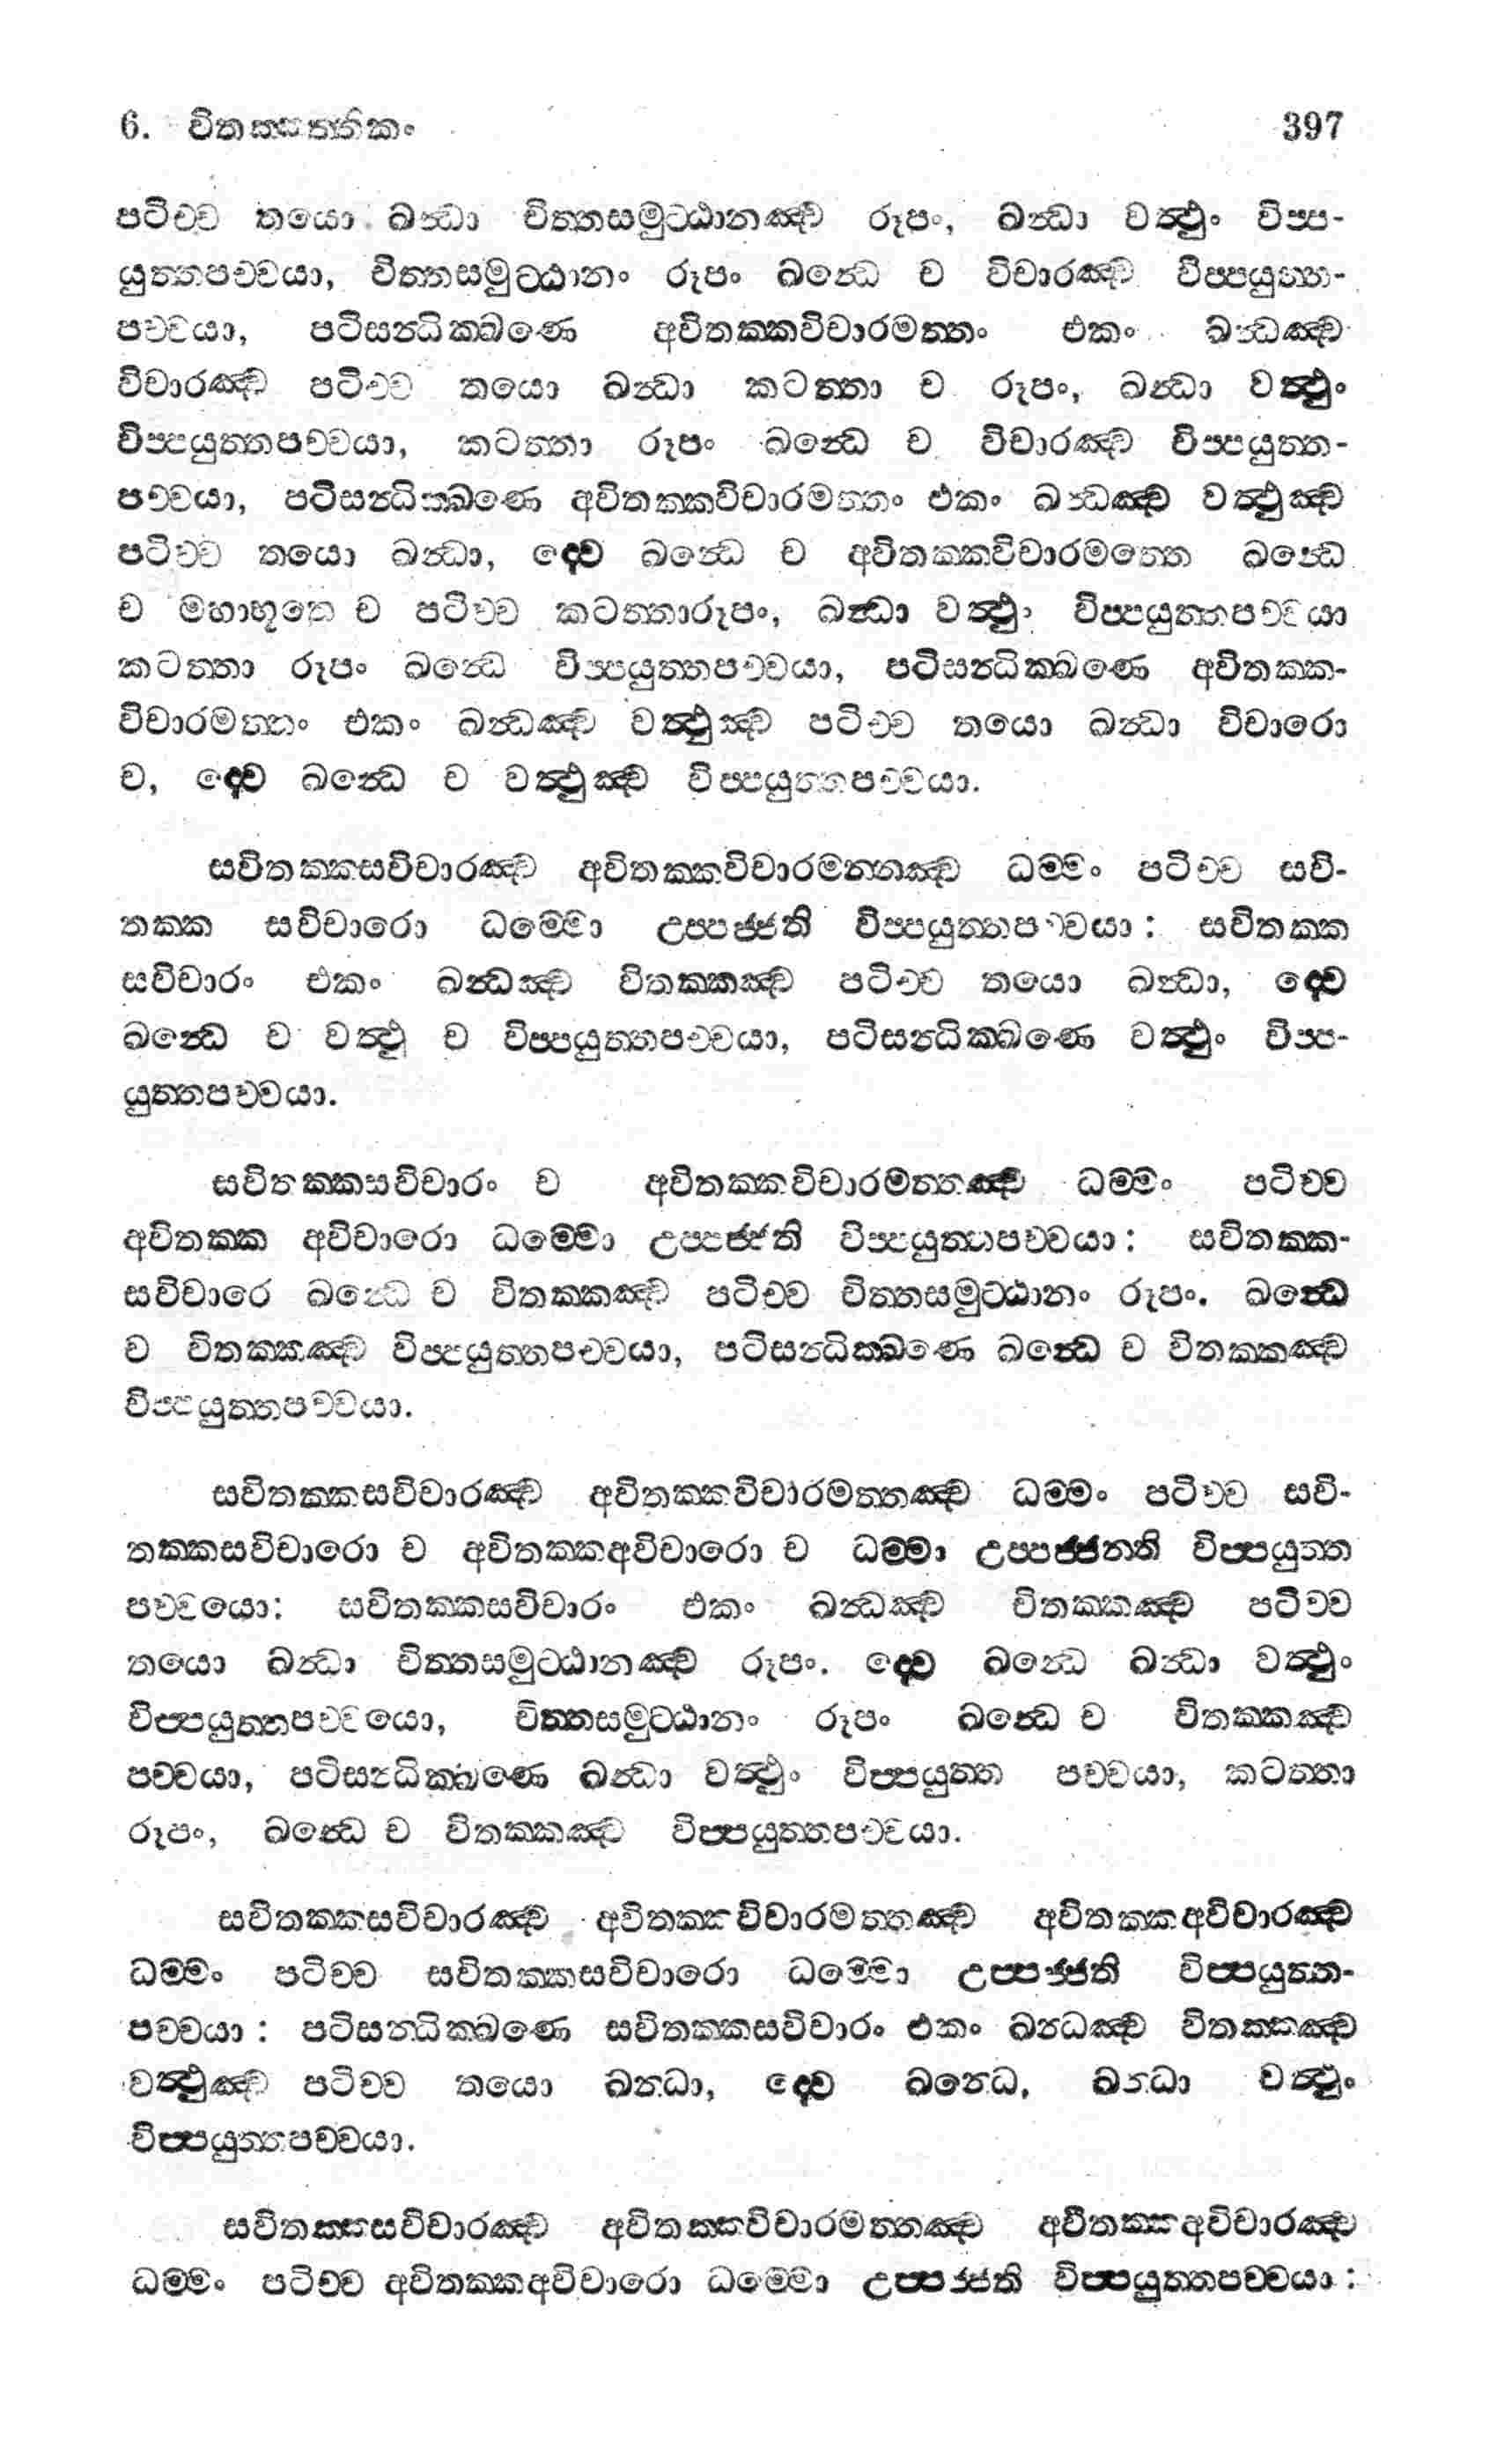 6. විතක්කත්තිකං 397
පටිච්ච තයො ඛන්ධා චිත්තසමුට්ඨානඤ්ච රූපං, ඛන්ධා වත්ථුං විප්ප-
යුත්තපච්චයා, චිත්තසමුට්ඨානං රූපං ඛන්ධෙ ච විචාරඤ්ච විප්පයුත්ත-
පච්චයා, පටිසන්ධික්ඛණෙ අවිතක්කවිචාරමත්තං එකං ඛන්ධඤ්ච
විචාරඤ්ච පටිච්ච තයො ඛන්ධා කටත්තා ච රූපං, ඛන්ධා වත්ථුං
විප්පයුත්තපච්චයා, කටත්තා රූපං ඛන්ධෙ ච විචාරඤ්ච විප්පයුත්ත-
පච්චයා, පටිසන්ධික්ඛණෙ අවිතක්කවිචාරමත්තං එකං ඛන්ධඤ්ච වත්ථුඤ්ච
පටිච්ච තයො ඛන්ධා, ද්වෙ ඛන්ධෙ ච අවිතක්කවිචාරමත්තෙ ඛන්ධෙ
ච මහාභූතෙ ච පටිච්ච කටත්තාරූපං, ඛන්ධා වත්ථුං විප්පයුත්තපච්චයා
කටත්තා රූපං ඛන්ධෙ විප්පයුත්තපච්චයා, පටිසන්ධික්ඛණෙ අවිතක්ක-
විචාරමත්තං එකං ඛන්ධඤ්ච වත්ථුඤ්ච පටිච්ච තයො ඛන්ධා විචාරො
ච, ද්වෙ ඛන්ධෙ ච වත්ථුඤ්ච විප්පයුත්තපච්චයා.
සවිතක්කසවිචාරඤ්ච අවිතක්කවිචාරමත්තඤ්ච ධම්මං පටිච්ච සවි-
තක්ක සවිචාරො ධම්මො උප්පජ්ජති විප්පයුත්තපච්චයා: සවිතක්ක
සවිචාරං එකං ඛන්ධඤ්ච විතක්කඤ්ච පටිච්ච තයො ඛන්ධා, ද්වෙ
ඛන්ධෙ ච වත්ථු ච විප්පයුත්තපච්චයා, පටිසන්ධික්ඛණෙ වත්ථුං විප්ප-
යුත්තපච්චයා.
සවිතක්කසවිචාරං ච අවිතක්කවිචාරමත්තඤ්ච ධම්මං පටිච්ච
අවිතක්ක අවිචාරො ධම්මො උප්පජ්ජති විප්පයුත්තපච්චයා: සවිතක්ක-
සවිචාරෙ ඛන්ධෙ ච විතක්කඤ්ච පටිච්ච චිත්තසමුට්ඨානං රූපං. ඛන්ධෙ
ච විතක්කඤ්ච විප්පයුත්තපච්චයා, පටිසන්ධික්ඛණෙ ඛන්ධෙ ච විතක්කඤ්ච
විප්පයුත්තපච්චයා.
සවිතක්කසවිචාරඤ්ච අවිතක්කවිචාරමත්තඤ්ච ධම්මං පටිච්ච සවි-
තක්කසවිචාරො ච අවිතක්කඅවිචාරො ච ධම්මා උප්පජ්ජන්ති විප්පයුත්ත
පච්චයො: සවිතක්කසවිචාරං එකං ඛන්ධඤ්ච විතක්කඤ්ච පටිච්ච
තයො ඛන්ධා චිත්තසමුට්ඨානඤ්ච රූපං. ද්වෙ ඛන්ධෙ ඛන්ධා වත්ථුං
විප්පයුත්තපච්චයො, චිත්තසමුට්ඨානං රූපං ඛන්ධෙ ච විතක්කඤ්ච
පච්චයා, පටිසන්ධික්ඛණෙ ඛන්ධා වත්ථුං විප්පයුත්ත පච්චයා, කටත්තා
රූපං, ඛන්ධෙ ච විතක්කඤ්ච විප්පයුත්තපච්චයා.
සවිතක්කසවිචාරඤ්ච අවිතක්කවිචාරමත්තඤ්ච අවිතක්කඅවිචාරඤ්ච
ධම්මං පටිච්ච සවිතක්කසවිචාරො ධම්මො උප්පජ්ජති විප්පයුත්ත-
පච්චයා: පටිසන්ධික්ඛණෙ සවිතක්කසවිචාරං එකං ඛන්ධඤ්ච විතක්කඤ්ච
වත්ථුඤ්ච පටිච්ච තයො ඛන්ධා, ද්වෙ ඛන්ධෙ, ඛන්ධා වත්ථුං
විප්පයුත්තපච්චයා.
සවිතක්කසවිචාරඤ්ච අවිතක්කවිචාරමත්තඤ්ච අවිතක්කඅවිචාරඤ්ච
ධම්මං පටිච්ච අවිතක්කඅවිචාරො ධම්මො උප්පජ්ජති විප්පයුත්තපච්චයා: